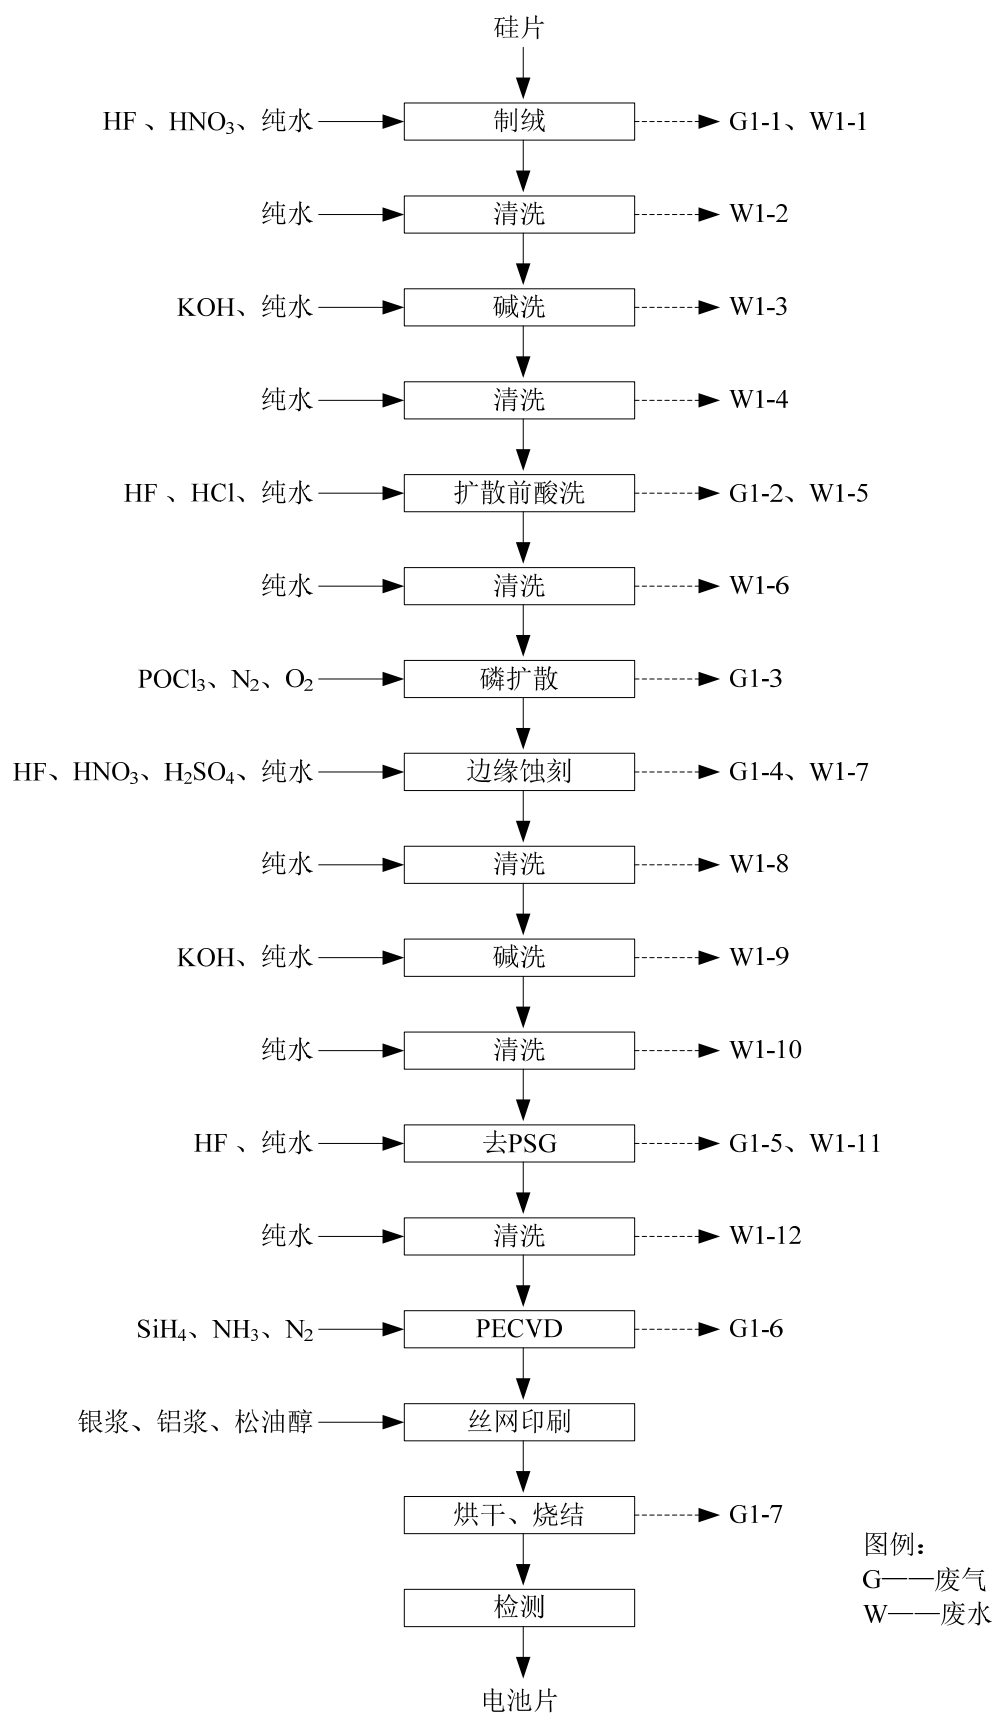 硅片
HF 、HNO₃、纯水 制绒 G1-1、W1-1
纯水 清洗 W1-2
KOH、纯水 碱洗 W1-3
纯水 清洗 W1-4
HF 、HCl、纯水 扩散前酸洗 G1-2、W1-5
纯水 清洗 W1-6
POCl₃、N₂、O₂ 磷扩散 G1-3
HF、HNO₃、H₂SO₄、纯水 边缘蚀刻 G1-4、W1-7
纯水 清洗 W1-8
KOH、纯水 碱洗 W1-9
纯水 清洗 W1-10
HF 、纯水 去PSG G1-5、W1-11
纯水 清洗 W1-12
SiH₄、NH₃、N₂ PECVD G1-6
银浆、铝浆、松油醇 丝网印刷
烘干、烧结 G1-7
检测
电池片
图例：
G——废气
W——废水